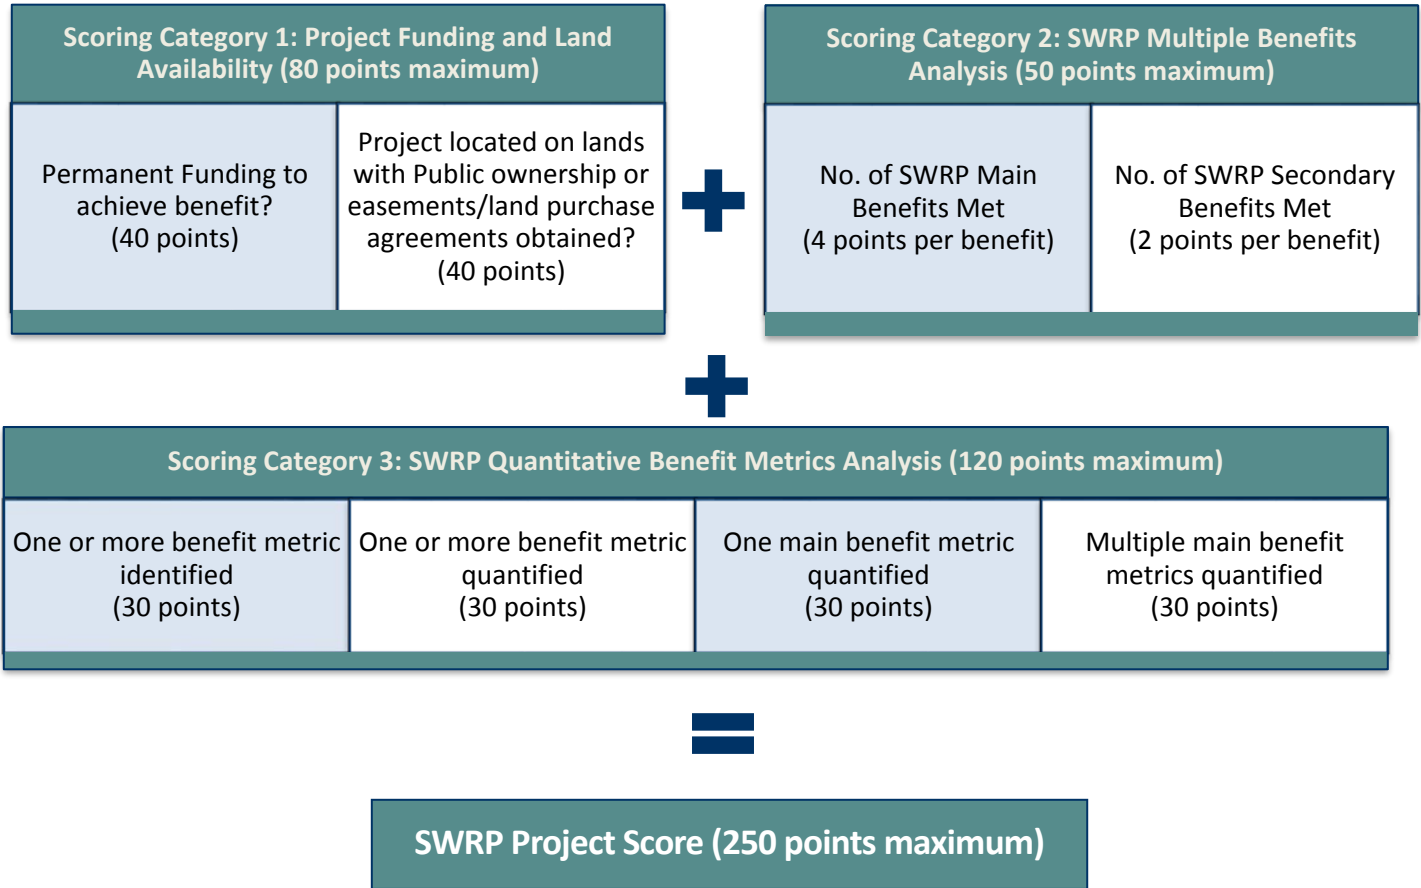 Scoring Category 1: Project Funding and Land
Availability (80 points maximum)
Permanent Funding to
achieve benefit?
(40 points)
Project located on lands
with Public ownership or
easements/land purchase
agreements obtained?
(40 points)
Scoring Category 2: SWRP Multiple Benefits
Analysis (50 points maximum)
No. of SWRP Main
Benefits Met
(4 points per benefit)
No. of SWRP Secondary
Benefits Met
(2 points per benefit)
Scoring Category 3: SWRP Quantitative Benefit Metrics Analysis (120 points maximum)
One or more benefit metric
identified
(30 points)
One or more benefit metric
quantified
(30 points)
One main benefit metric
quantified
(30 points)
Multiple main benefit
metrics quantified
(30 points)
SWRP Project Score (250 points maximum)